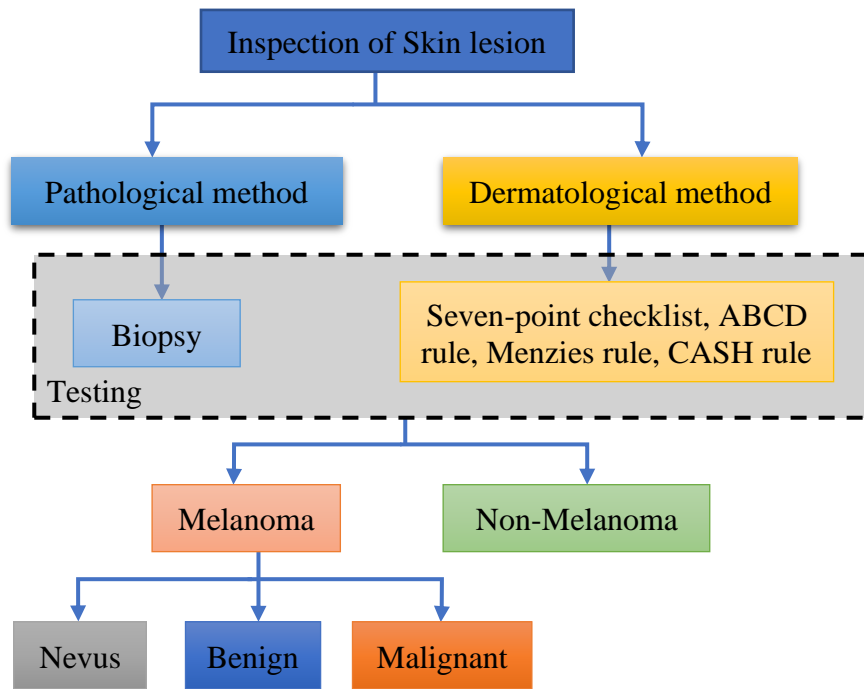 Inspection of Skin lesion
Pathological method
Dermatological method
Biopsy
Seven-point checklist, ABCD
rule, Menzies rule, CASH rule
Testing
Melanoma
Non-Melanoma
Nevus
Benign
Malignant